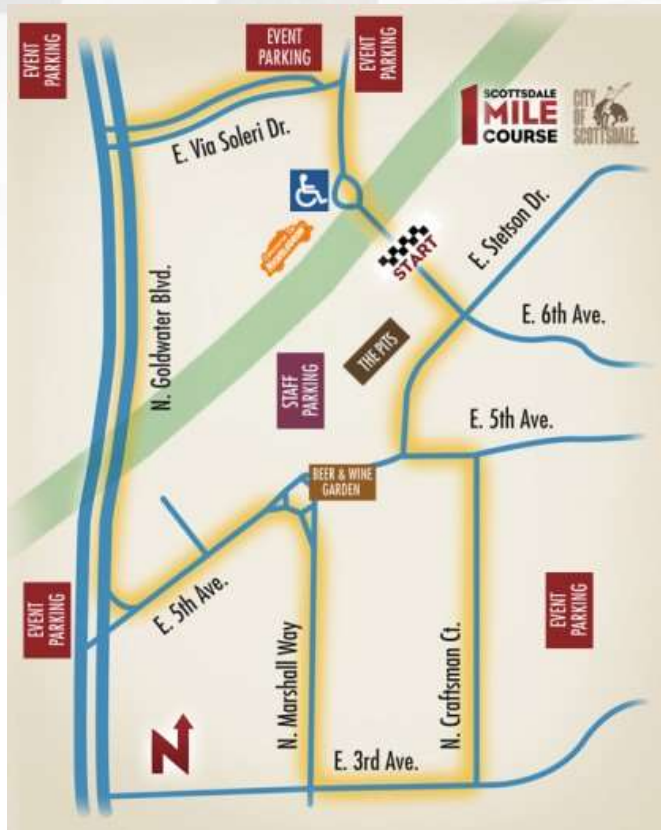 EVENT
PARKING
EVENT
PARKING
EVENT
PARKING
1
SCOTTSDALE
MILE
COURSE
CITY
OF
SCOTTSDALE.
E. Via Soleri Dr.
E. Stetson Dr.
START
N. Goldwater Blvd.
E. 6th Ave.
THE PITS
STAFF
PARKING
E. 5th Ave.
BEER & WINE
GARDEN
EVENT
PARKING
E. 5th Ave.
EVENT
PARKING
N. Marshall Way
N. Craftsman Ct.
N
E. 3rd Ave.